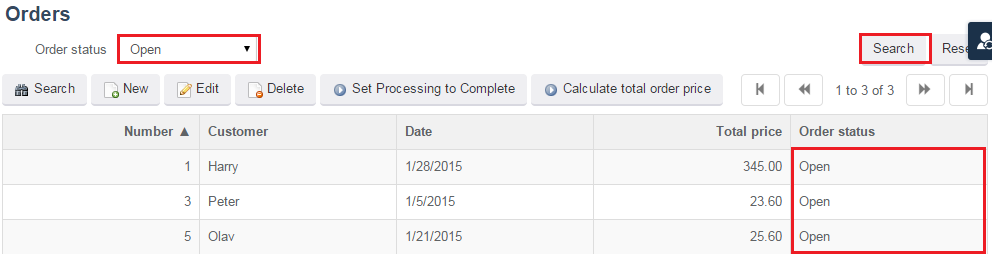 Orders
Order status Open Search Rese
Search New Edit Delete Set Processing to Complete Calculate total order price 1 to 3 of 3
Number ▲ Customer Date Total price Order status
1 Harry 1/28/2015 345.00 Open
3 Peter 1/5/2015 23.60 Open
5 Olav 1/21/2015 25.60 Open